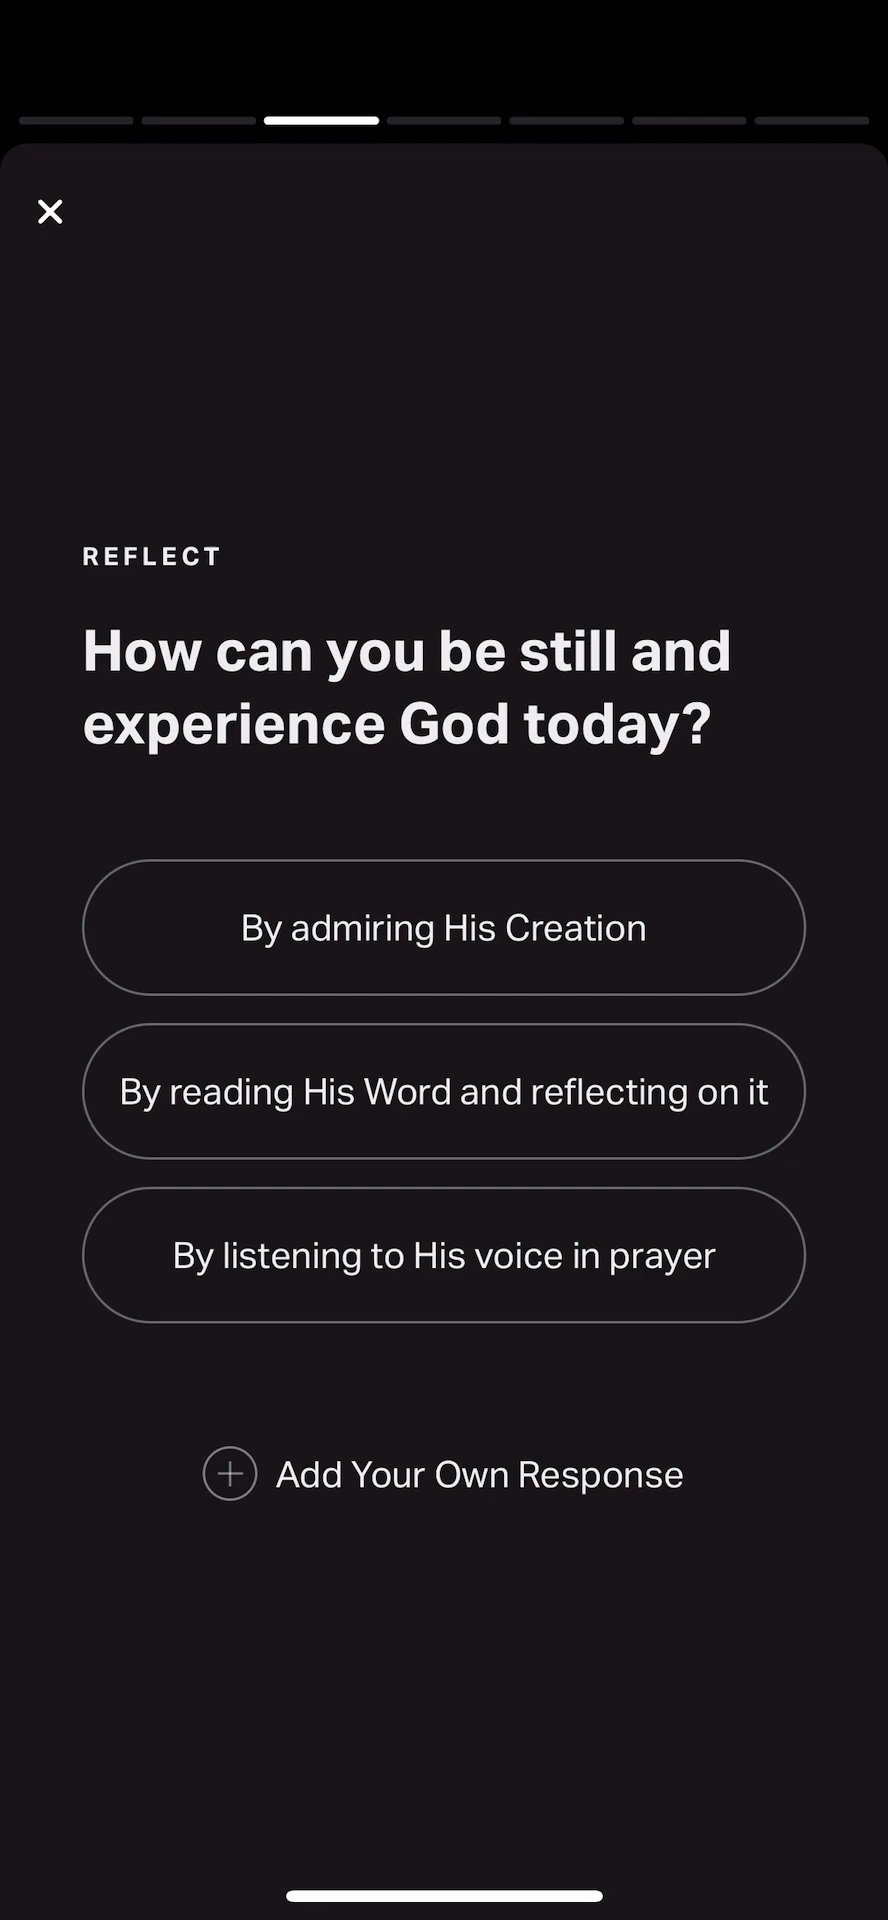 REFLECT
How can you be still and
experience God today?
By admiring His Creation
By reading His Word and reflecting on it
By listening to His voice in prayer
Add Your Own Response